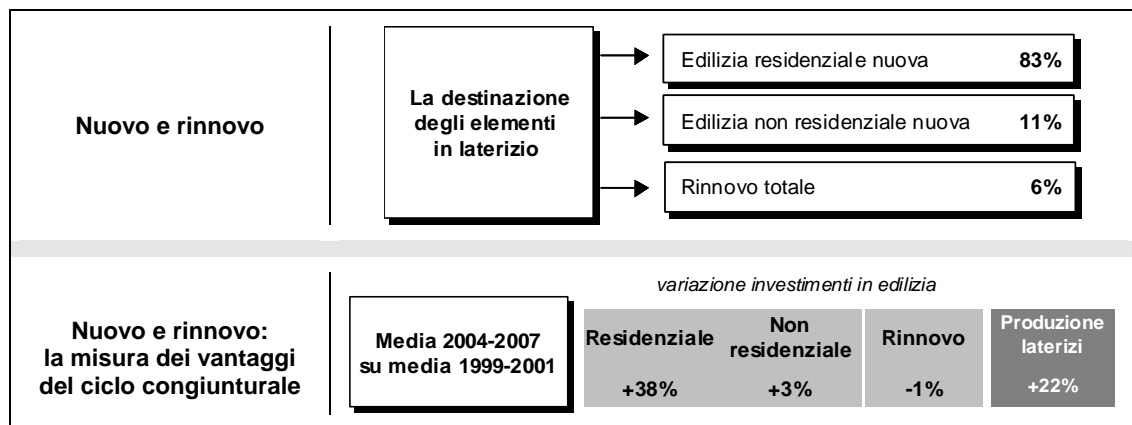 Nuovo e rinnovo
La destinazione
degli elementi
in laterizio
Edilizia residenziale nuova 83%
Edilizia non residenziale nuova 11%
Rinnovo totale 6%
Nuovo e rinnovo:
la misura dei vantaggi
del ciclo congiunturale
Media 2004-2007
su media 1999-2001
variazione investimenti in edilizia
Residenziale
+38%
Non
residenziale
+3%
Rinnovo
-1%
Produzione
laterizi
+22%